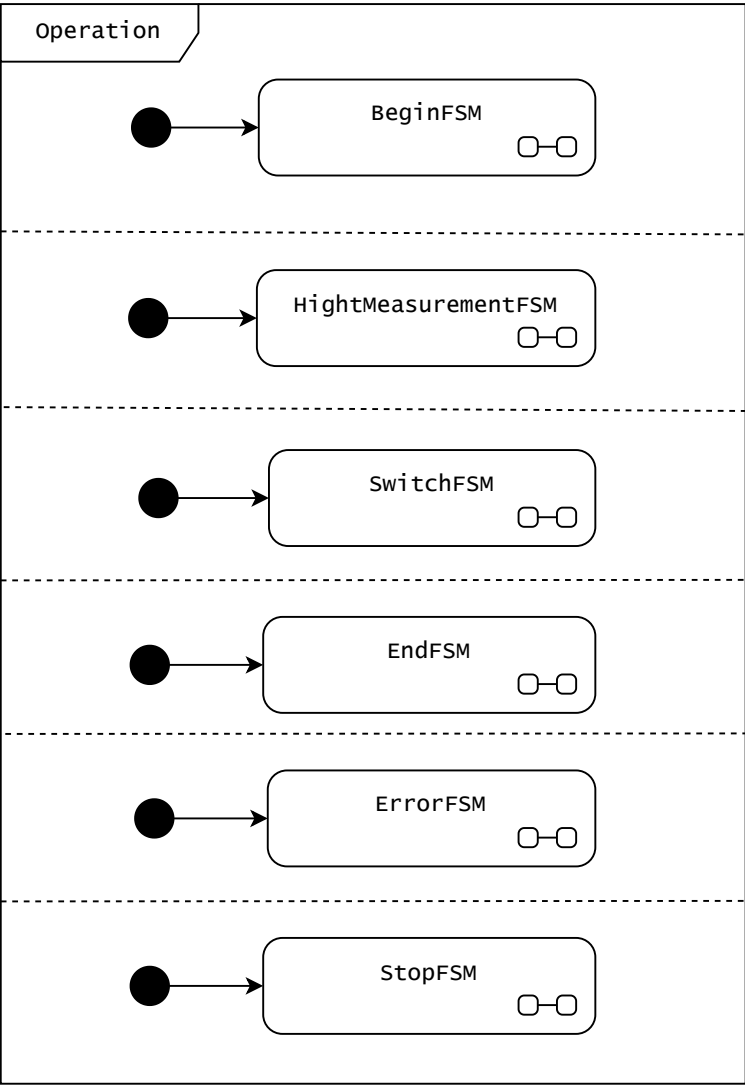 Operation
BeginFSM
HightMeasurementFSM
SwitchFSM
EndFSM
ErrorFSM
StopFSM